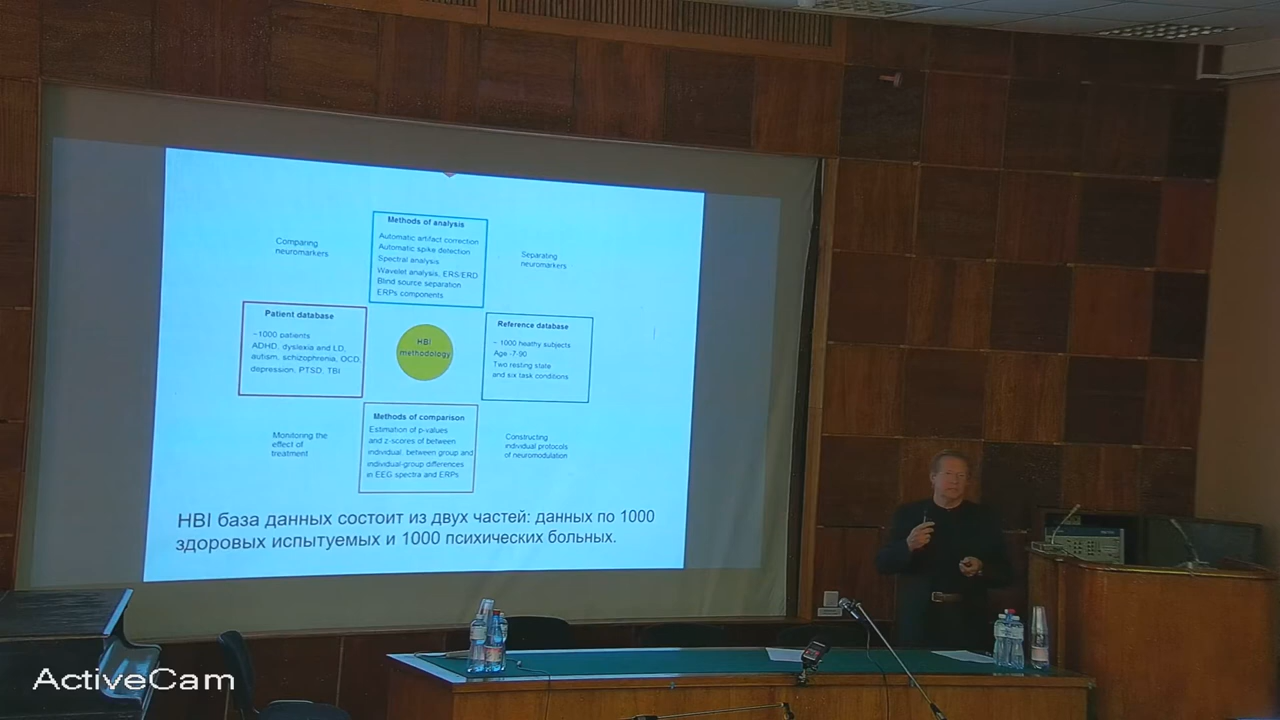 Methods of analysis
Automatic artifact correction
Automatic spike detection
Spectral analysis
Wavelet analysis, ERS/ERD
Blind source separation
ERPs components
Comparing
neuromarkers
Separating
neuromarkers
Patient database
~1000 patients
ADHD, dyslexia and LD,
autism, schizophrenia, OCD,
depression, PTSD, TBI
HBI
methodology
Reference database
~ 1000 heathy subjects
Age -7-90
Two resting state
and six task conditions
Methods of comparison
Estimation of p-values
and z-scores of between
individual, between group and
individual-group differences
in EEG spectra and ERPs
Monitoring the
effect of
treatment
Constructing
individual protocols
of neuromodulation
HBI база данных состоит из двух частей: данных по 1000
здоровых испытуемых и 1000 психических больных.
ActiveCam